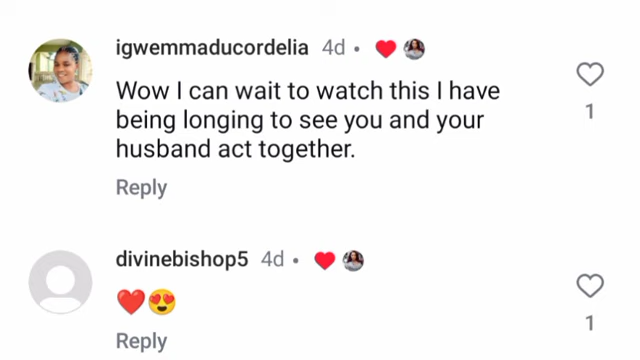 igwemmaducordelia 4d •
Wow I can wait to watch this I have
being longing to see you and your
husband act together.
1
Reply
divinebishop5 4d •
❤️😍
1
Reply